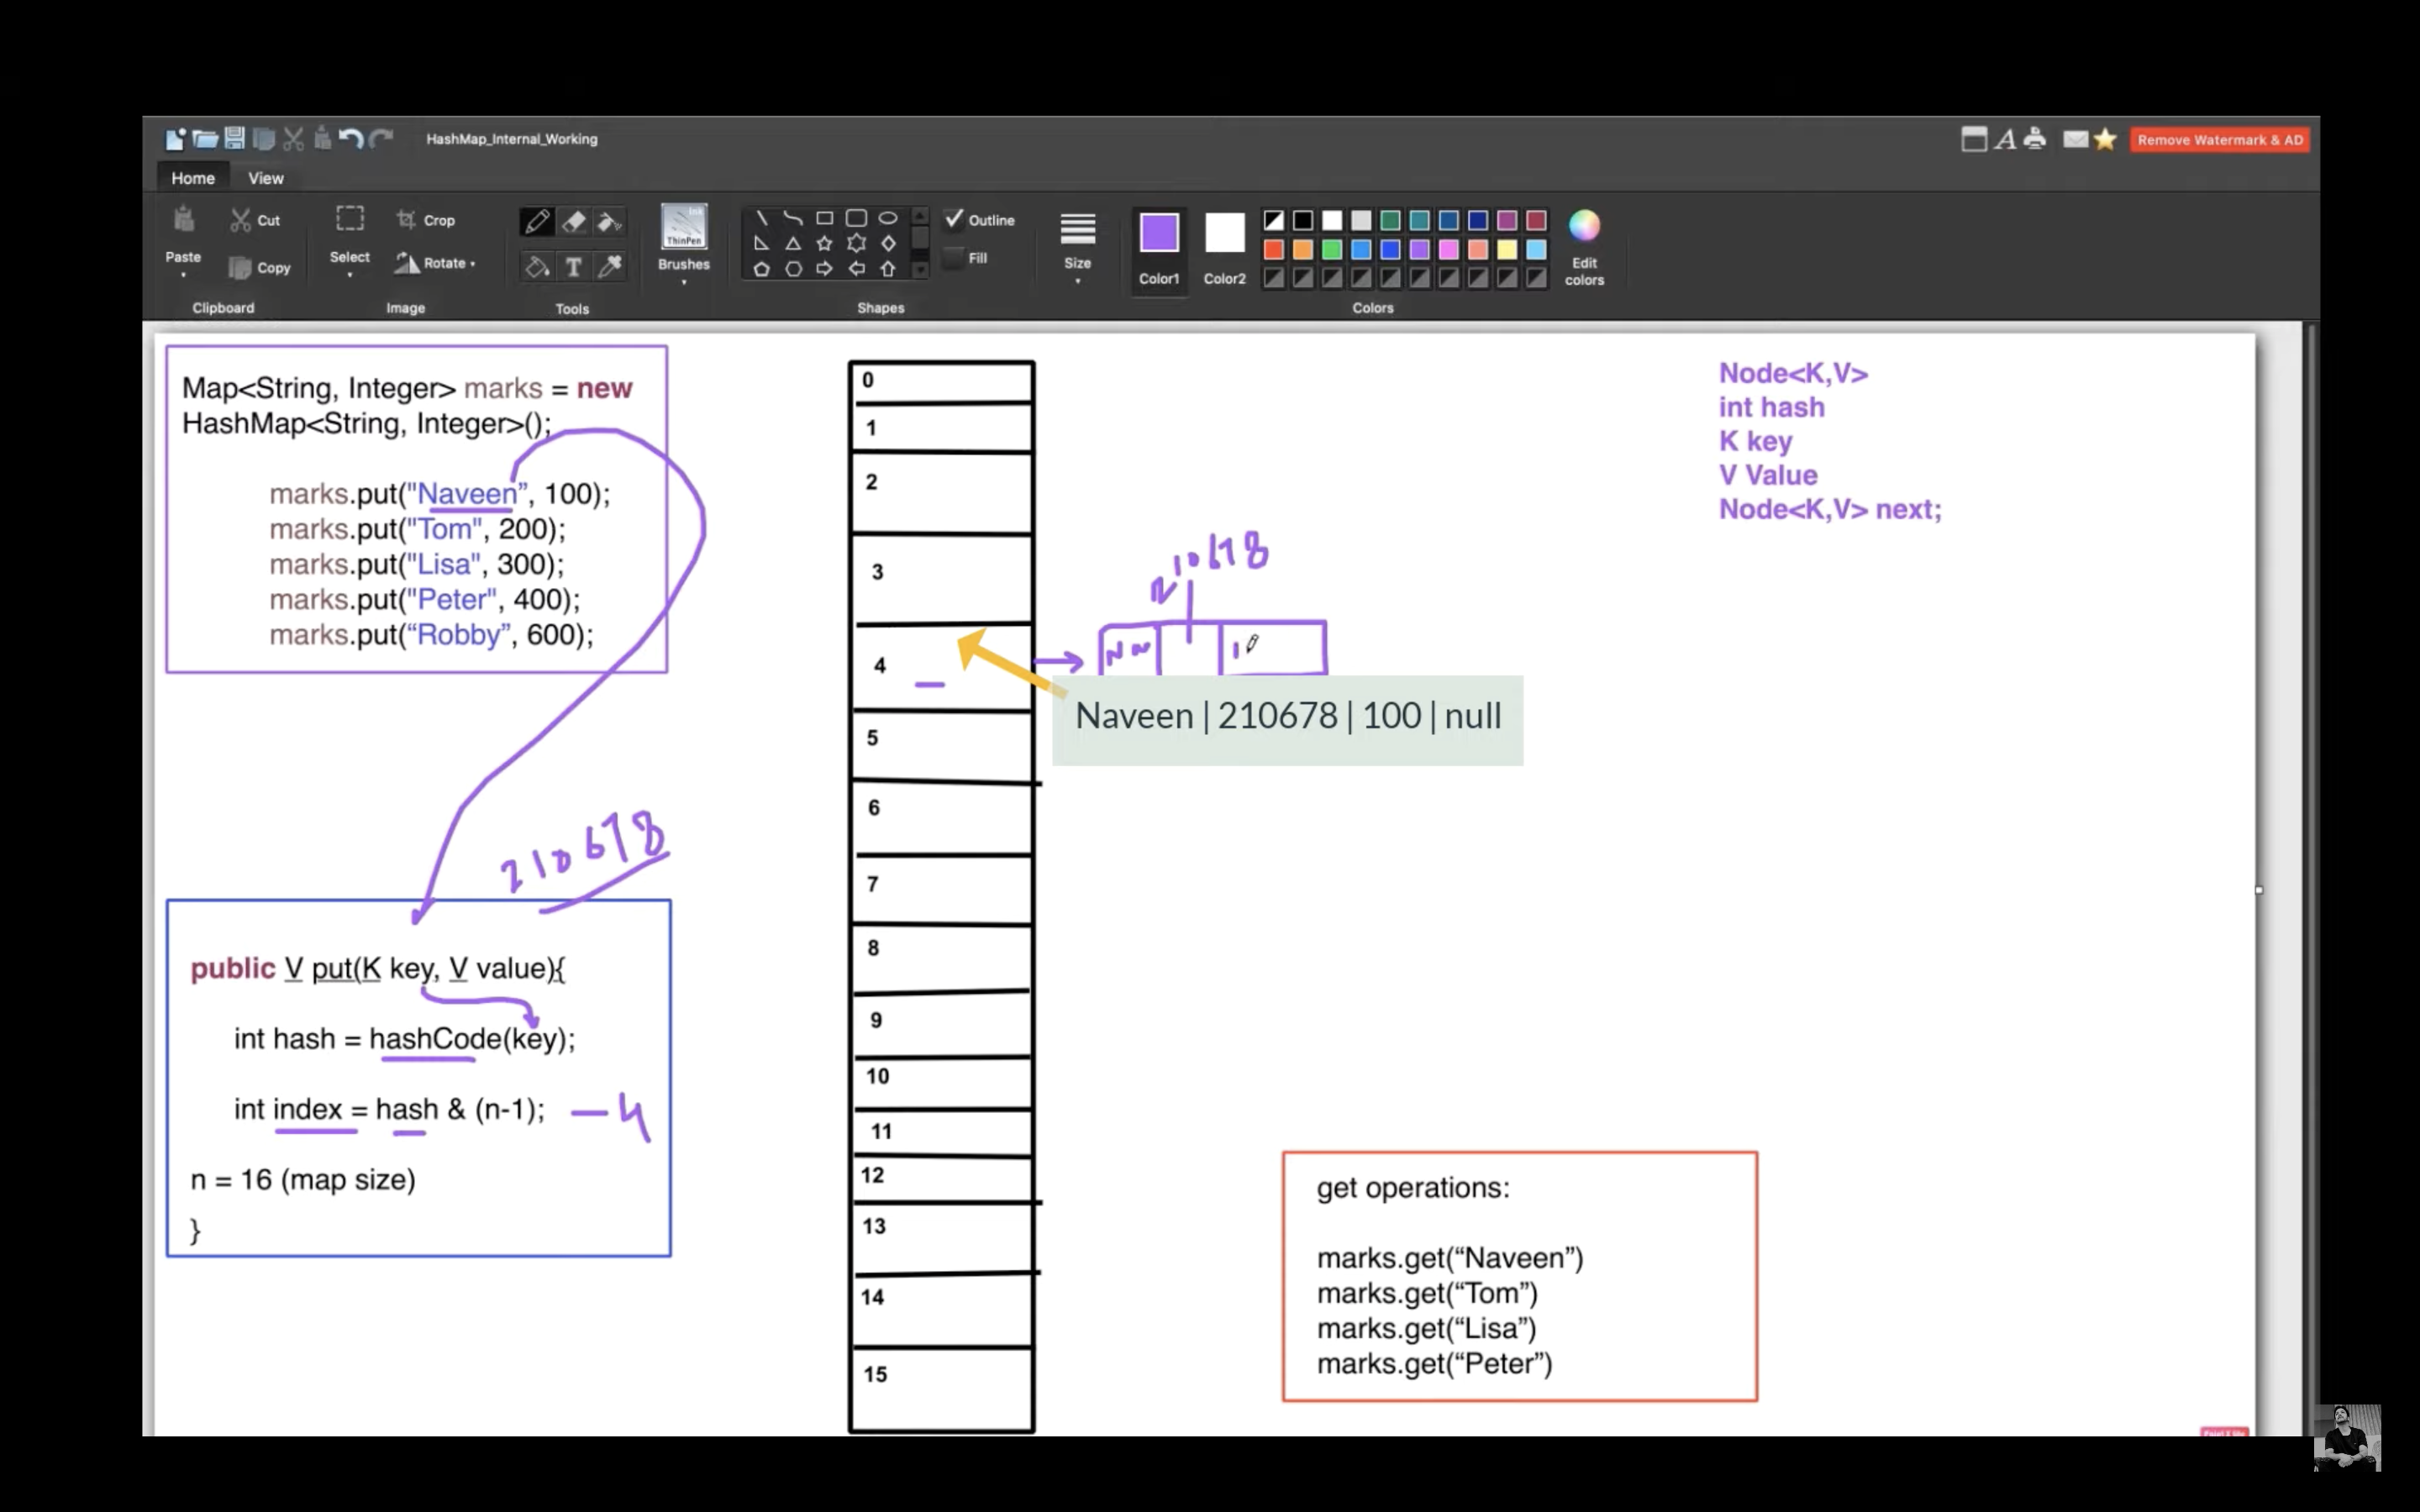 HashMap_Internal_Working
Remove Watermark & AD
Home View
Paste
Cut
Copy
Clipboard
Select
Crop
Rotate
Image
Tools
ThinPen
Brushes
Outline
Fill
Shapes
Size
Color1
Color2
Edit
colors
Colors
Map<String, Integer> marks = new
HashMap<String, Integer>();
marks.put("Naveen”, 100);
marks.put("Tom", 200);
marks.put("Lisa", 300);
marks.put("Peter", 400);
marks.put(“Robby”, 600);
210678
public V put(K key, V value){
int hash = hashCode(key);
int index = hash & (n-1); – 4
n = 16 (map size)
}
0
1
2
3
4
5
6
7
8
9
10
11
12
13
14
15
210678
Naveen | 210678 | 100 | null
Node<K,V>
int hash
K key
V Value
Node<K,V> next;
get operations:
marks.get(“Naveen”)
marks.get(“Tom”)
marks.get(“Lisa”)
marks.get(“Peter”)